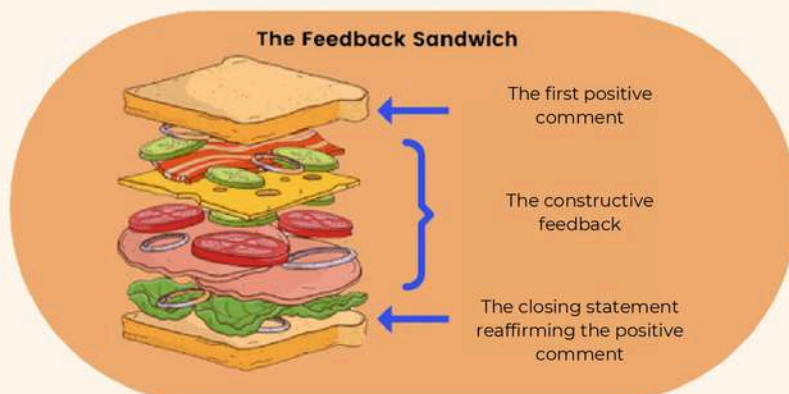 The Feedback Sandwich
The first positive
comment
The constructive
feedback
The closing statement
reaffirming the positive
comment